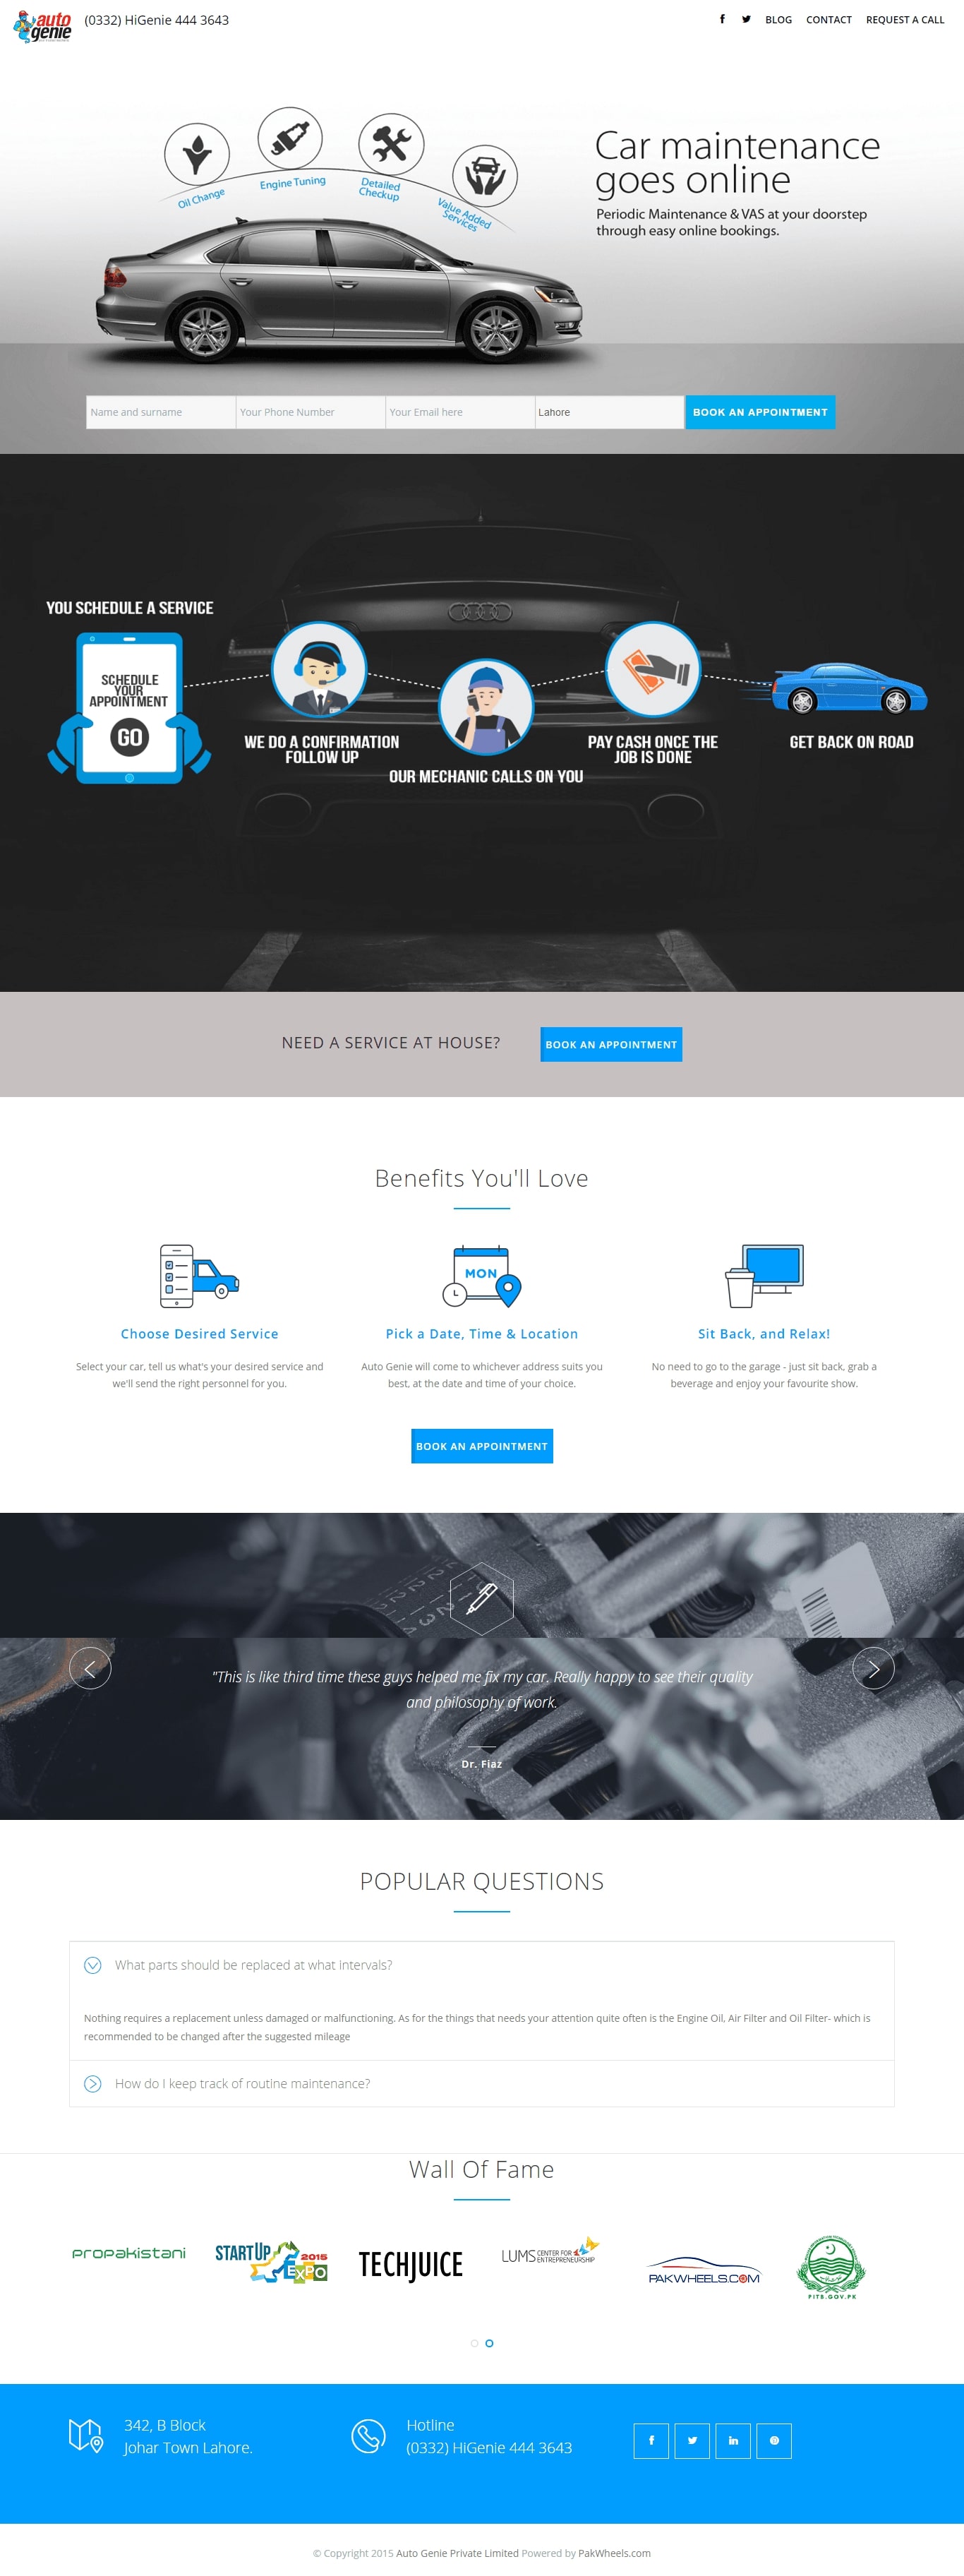 auto
genie
(0332) HiGenie 444 3643
BLOG
CONTACT
REQUEST A CALL
Oil Change
Engine Tuning
Detailed
Checkup
Value Added
Services
Car maintenance
goes online
Periodic Maintenance & VAS at your doorstep
through easy online bookings.
Name and surname
Your Phone Number
Your Email here
Lahore
BOOK AN APPOINTMENT
YOU SCHEDULE A SERVICE
SCHEDULE
YOUR
APPOINTMENT
GO
WE DO A CONFIRMATION
FOLLOW UP
OUR MECHANIC CALLS ON YOU
PAY CASH ONCE THE
JOB IS DONE
GET BACK ON ROAD
NEED A SERVICE AT HOUSE?
BOOK AN APPOINTMENT
Benefits You'll Love
MON
Choose Desired Service
Select your car, tell us what's your desired service and
we'll send the right personnel for you.
Pick a Date, Time & Location
Auto Genie will come to whichever address suits you
best, at the date and time of your choice.
Sit Back, and Relax!
No need to go to the garage - just sit back, grab a
beverage and enjoy your favourite show.
BOOK AN APPOINTMENT
"This is like third time these guys helped me fix my car. Really happy to see their quality
and philosophy of work.
Dr. Fiaz
POPULAR QUESTIONS
What parts should be replaced at what intervals?
Nothing requires a replacement unless damaged or malfunctioning. As for the things that needs your attention quite often is the Engine Oil, Air Filter and Oil Filter- which is
recommended to be changed after the suggested mileage
How do I keep track of routine maintenance?
Wall Of Fame
propakistani
STARTUP
2015
EXPO
TECHJUICE
LUMS CENTER FOR
ENTREPRENEURSHIP
PAKWHEELS.COM
PITB.GOV.PK
342, B Block
Johar Town Lahore.
Hotline
(0332) HiGenie 444 3643
© Copyright 2015 Auto Genie Private Limited Powered by PakWheels.com